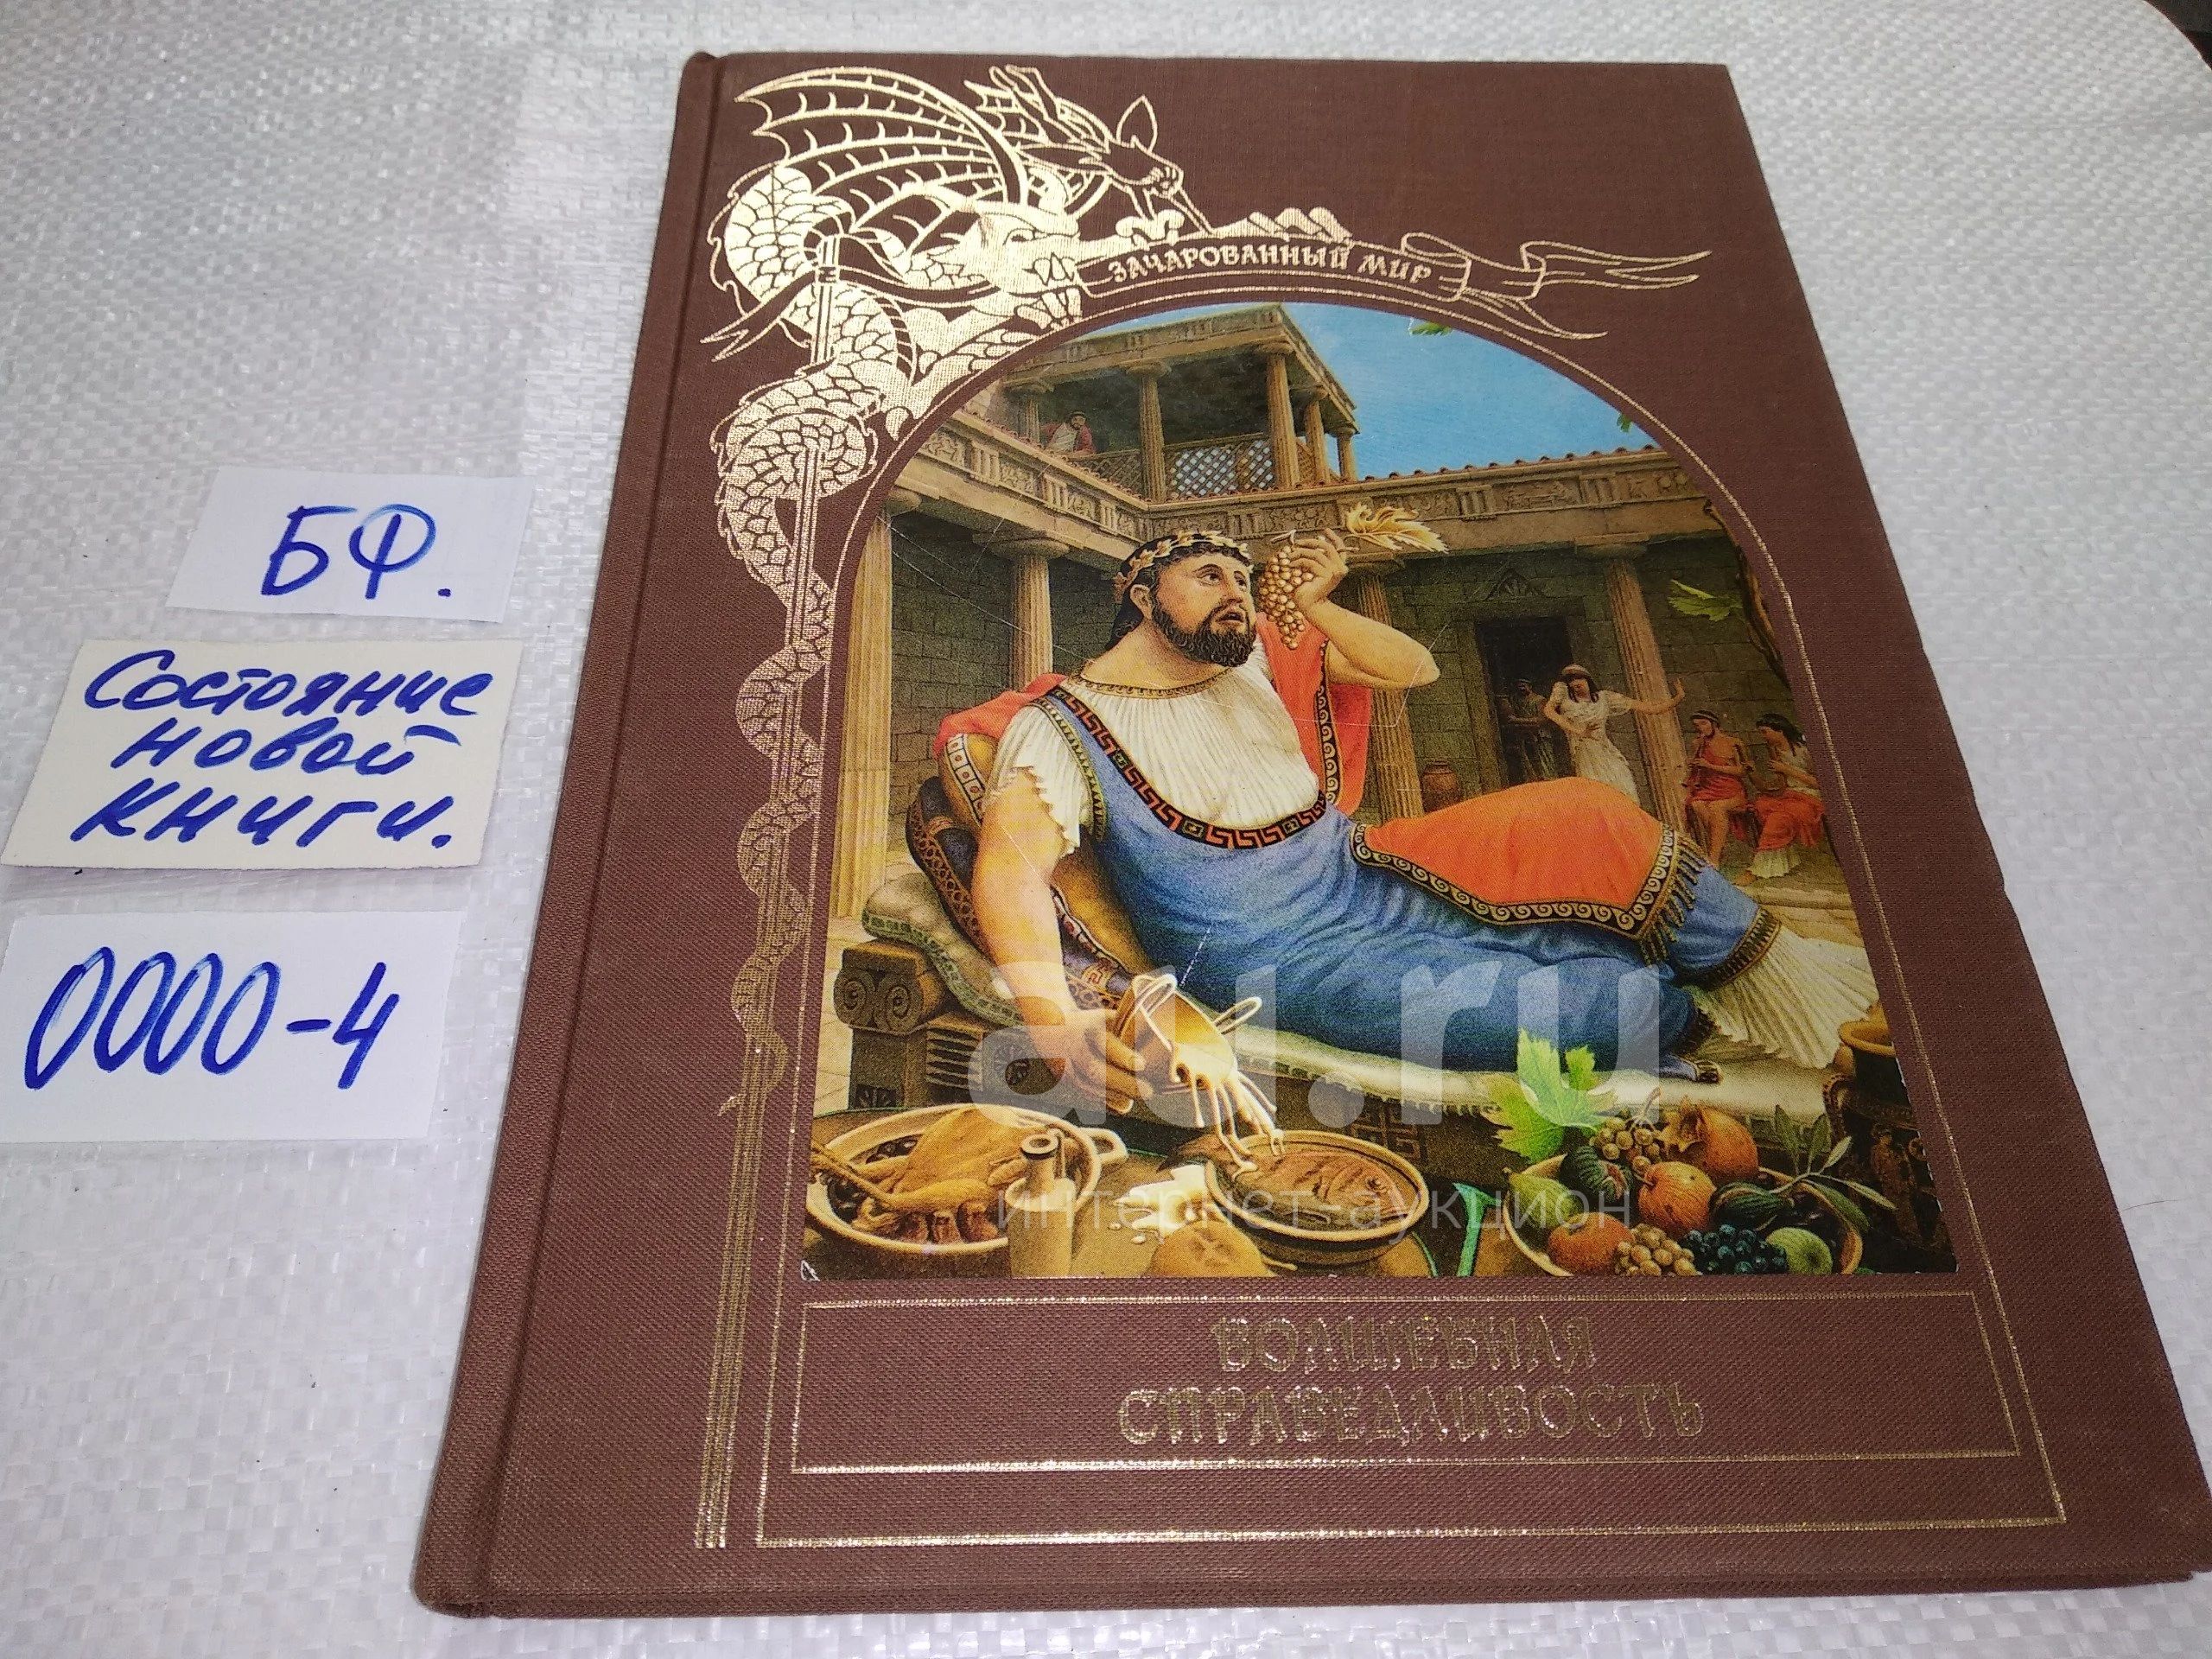 ЗАЧАРОВАННЫЙ МИР
БФ.
Состояние
новой
книги.
0000-4
au.ru
интернет-аукцион
ВОЛШЕБНАЯ
СПРАВЕДЛИВОСТЬ